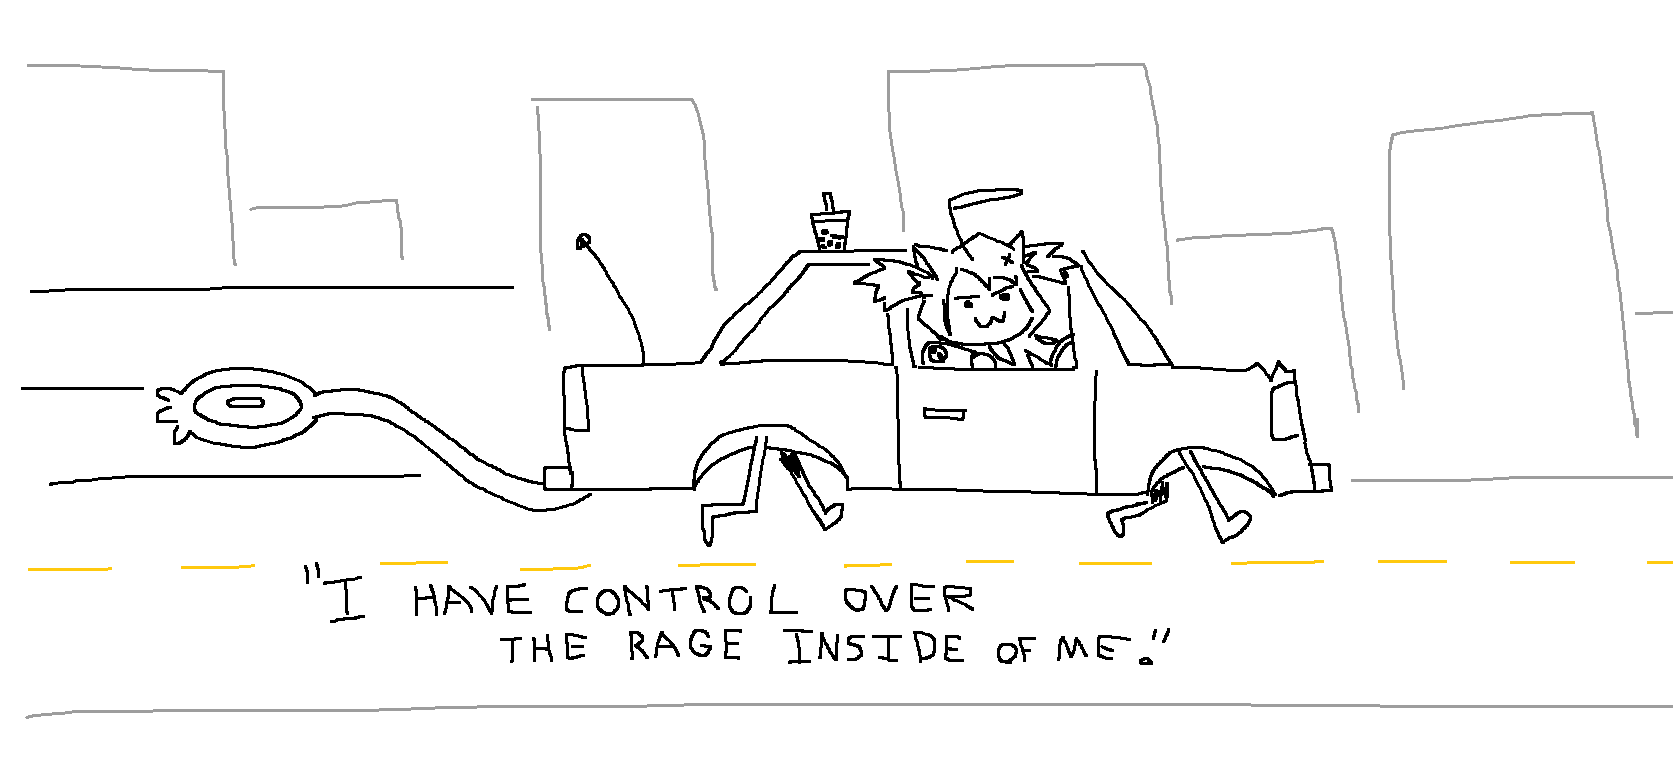 "I HAVE CONTROL OVER
THE RAGE INSIDE OF ME."